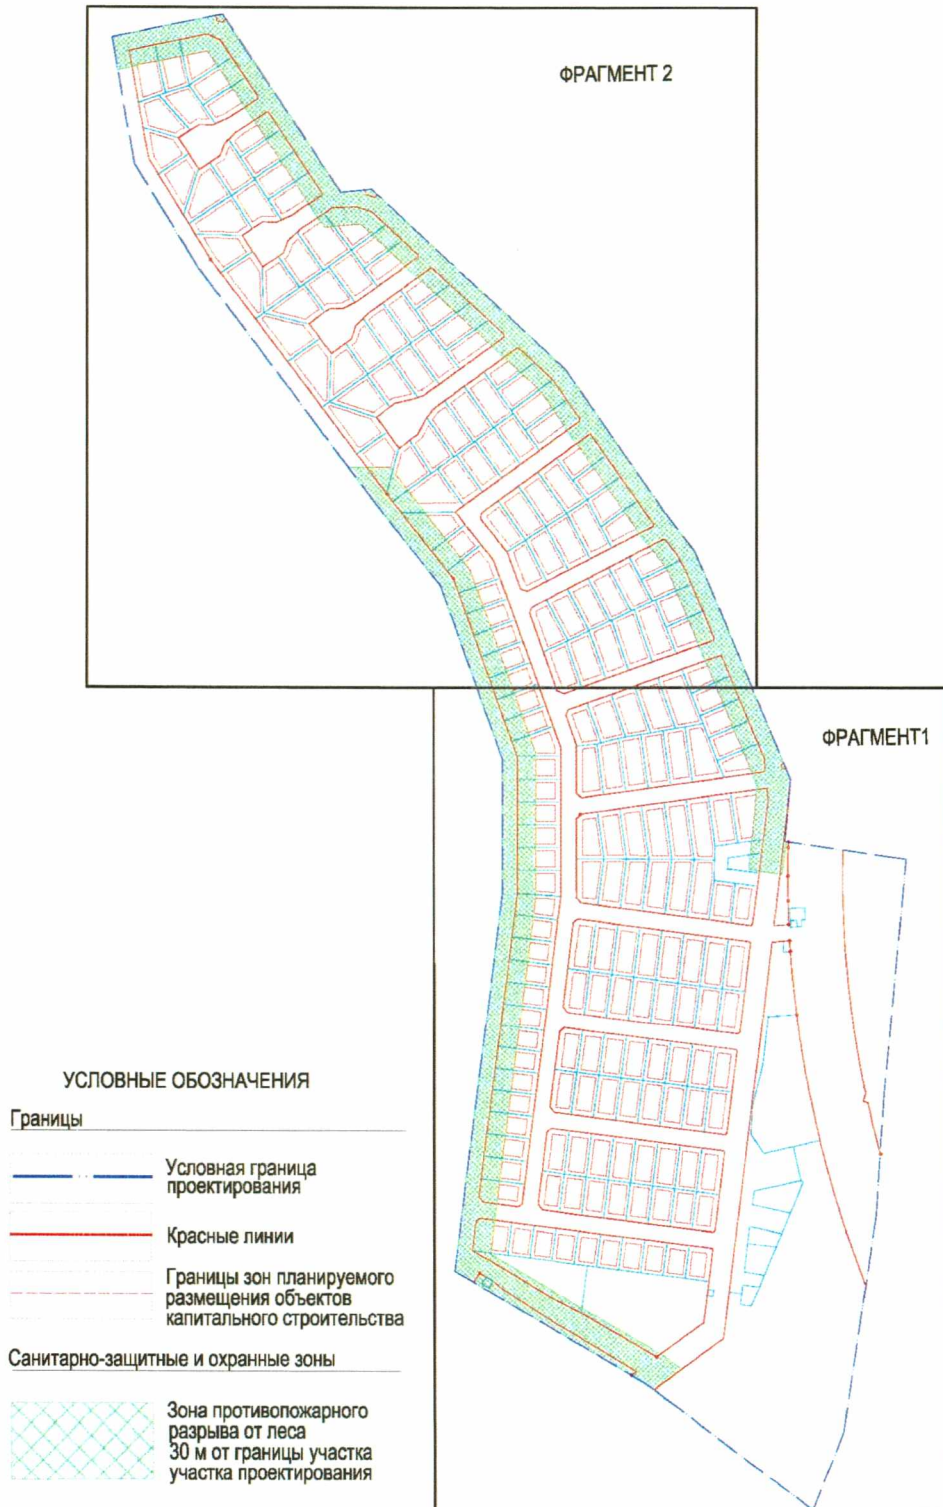 ФРАГМЕНТ 2
ФРАГМЕНТ1
УСЛОВНЫЕ ОБОЗНАЧЕНИЯ
Границы
Условная граница
проектирования
Красные линии
Границы зон планируемого
размещения объектов
капитального строительства
Санитарно-защитные и охранные зоны
Зона противопожарного
разрыва от леса
30 м от границы участка
участка проектирования